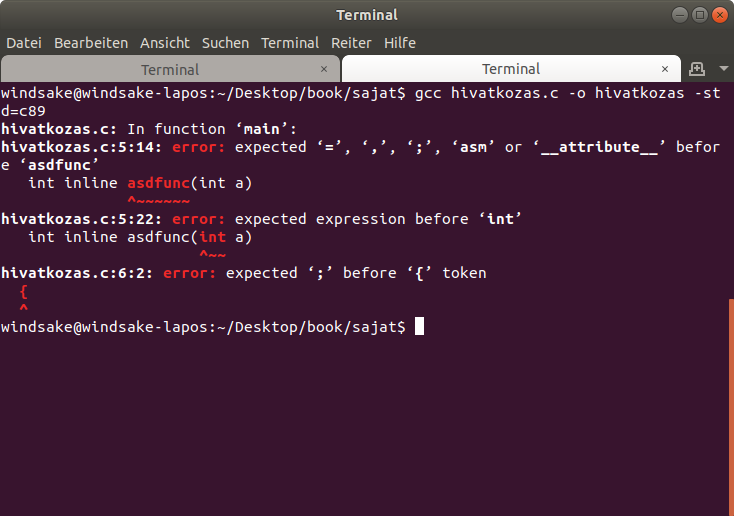 Terminal
Datei Bearbeiten Ansicht Suchen Terminal Reiter Hilfe
Terminal × Terminal ×
windsake@windsake-lapos:~/Desktop/book/sajat$ gcc hivatkozas.c -o hivatkozas -st
d=c89
hivatkozas.c: In function ‘main’:
hivatkozas.c:5:14: error: expected ‘=’, ‘,’, ‘;’, ‘asm’ or ‘__attribute__’ befor
e ‘asdfunc’
int inline asdfunc(int a)
^~~~~~~
hivatkozas.c:5:22: error: expected expression before ‘int’
int inline asdfunc(int a)
^~~
hivatkozas.c:6:2: error: expected ‘;’ before ‘{’ token
{
^
windsake@windsake-lapos:~/Desktop/book/sajat$